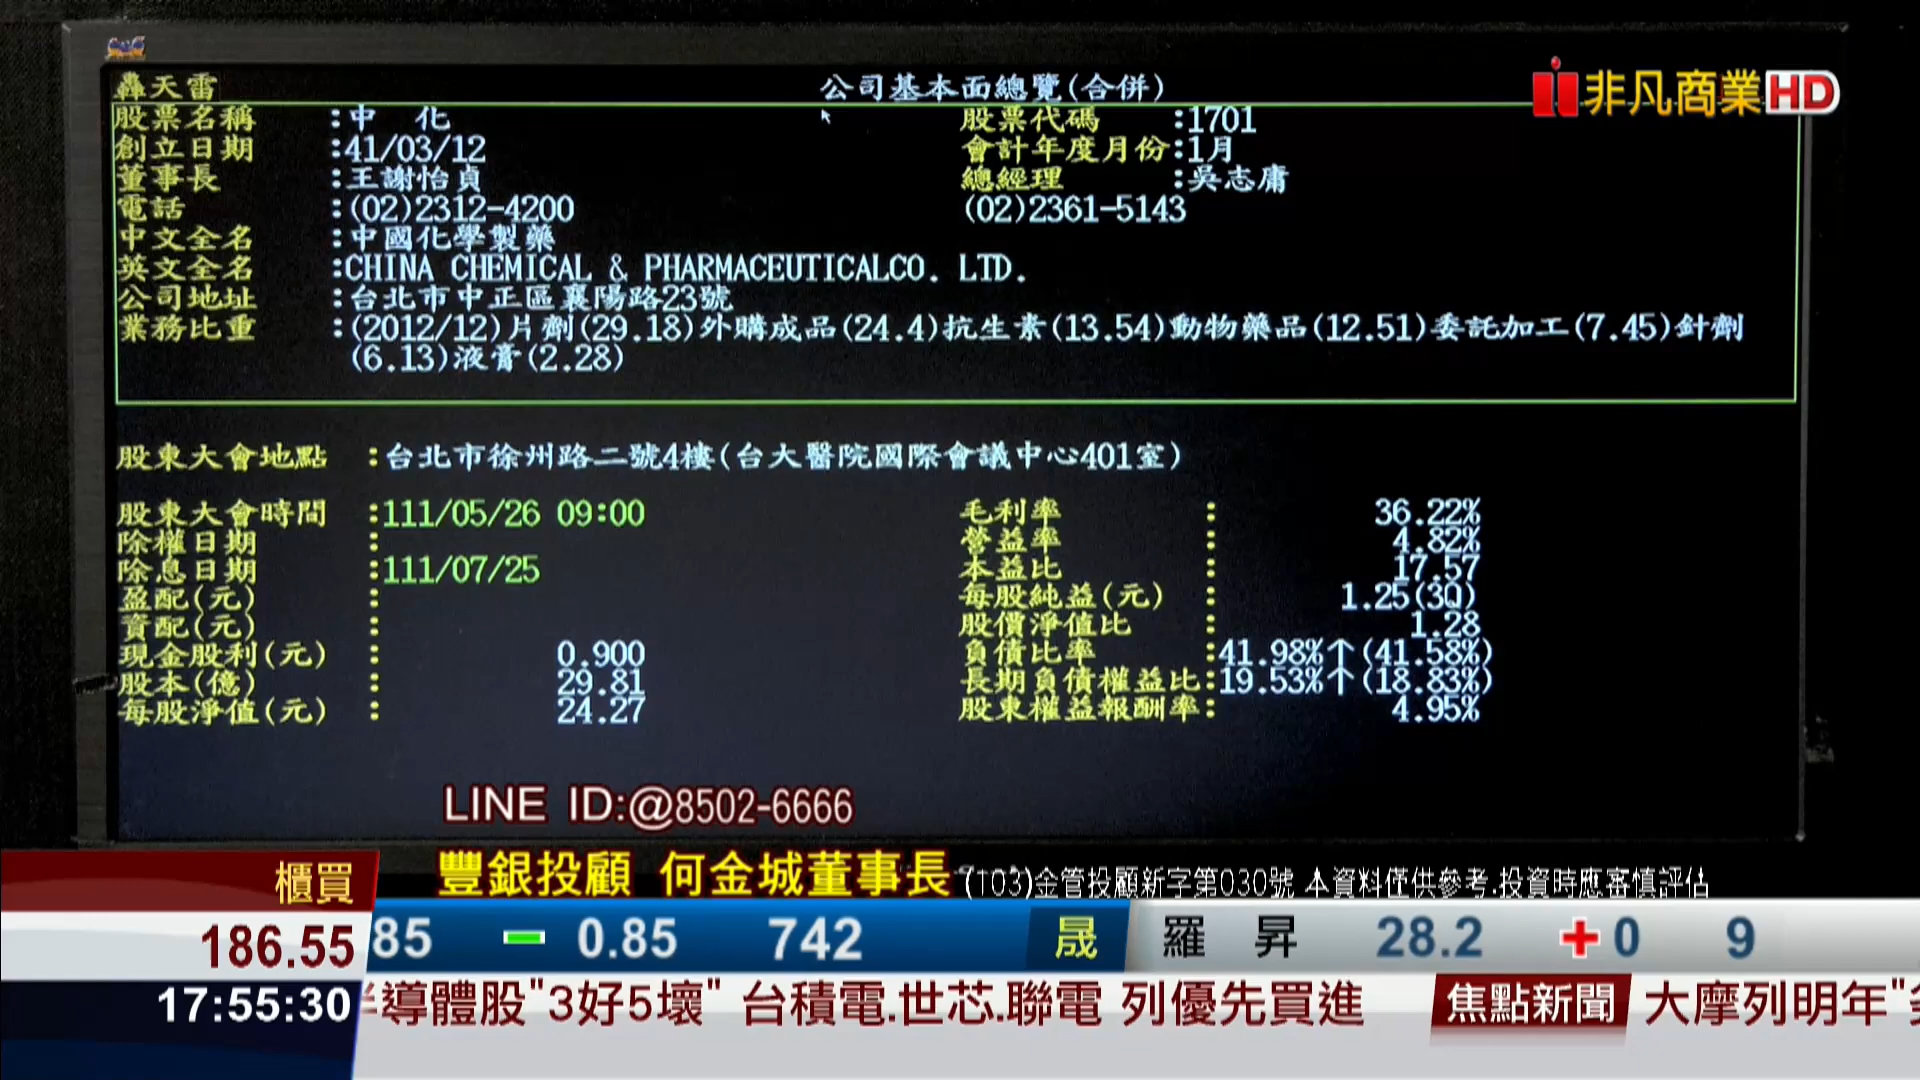 轟天雷
公司基本面總覽(合併)
非凡商業HD
股票名稱 :中 化 股票代碼 :1701
創立日期 :41/03/12 會計年度月份:1月
董事長 :王謝怡貞 總經理 :吳志庸
電話 :(02)2312-4200 (02)2361-5143
中文全名 :中國化學製藥
英文全名 :CHINA CHEMICAL & PHARMACEUTICALCO. LTD.
公司地址 :台北市中正區襄陽路23號
業務比重 :(2012/12)片劑(29.18)外購成品(24.4)抗生素(13.54)動物藥品(12.51)委託加工(7.45)針劑
(6.13)液膏(2.28)
股東大會地點 :台北市徐州路二號4樓(台大醫院國際會議中心401室)
股東大會時間 :111/05/26 09:00 毛利率 : 36.22%
除權日期 : 營益率 : 4.82%
除息日期 :111/07/25 本益比 : 17.57
盈配(元) : 每股純益(元) : 1.25(3Q)
資配(元) : 股價淨值比 : 1.28
現金股利(元) : 0.900 負債比率 :41.98%↑(41.58%)
股本(億) : 29.81 長期負債權益比:19.53%↑(18.83%)
每股淨值(元) : 24.27 股東權益報酬率: 4.95%
LINE ID:@8502-6666
豐銀投顧 何金城董事長 (103)金管投顧新字第030號 本資料僅供參考.投資時應審慎評估
櫃買
186.55 85 − 0.85 742 晟 羅昇 28.2 +0 9
17:55:30 導體股"3好5壞" 台積電.世芯.聯電 列優先買進 焦點新聞 大摩列明年"